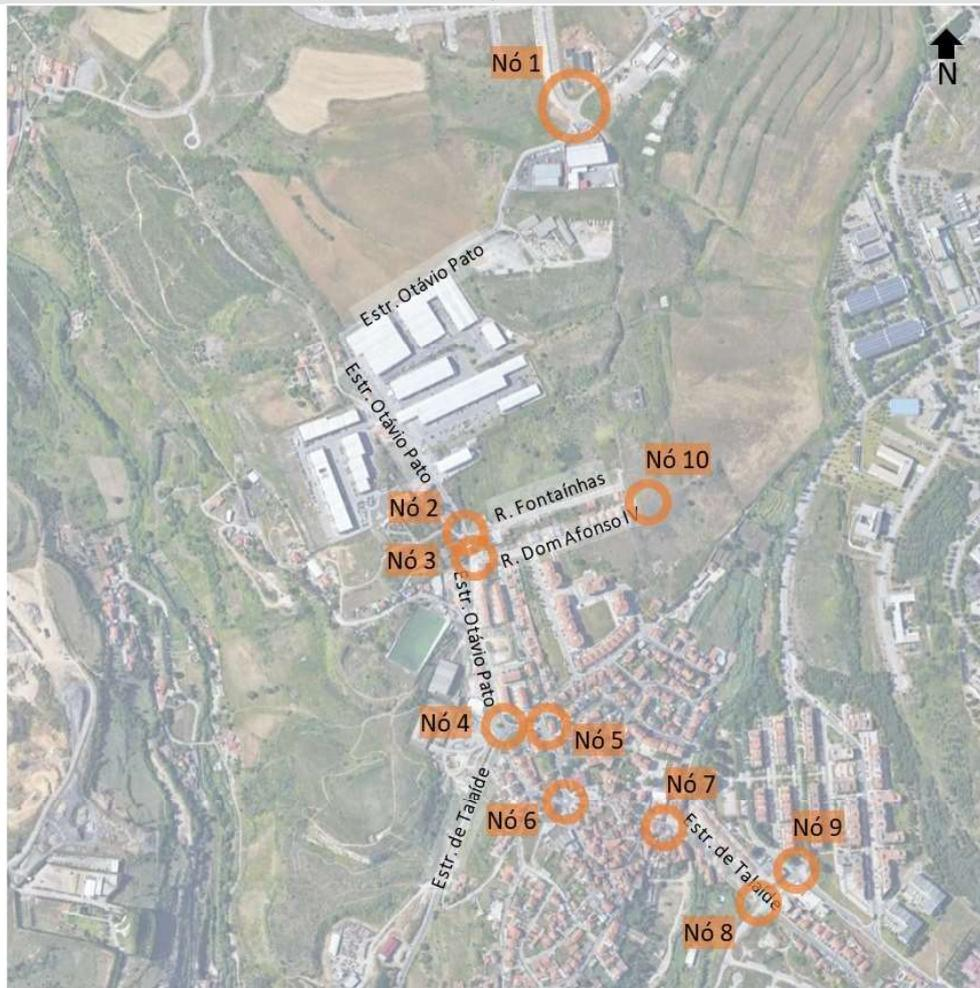 Nó 1
N
Estr. Otávio Pato
Estr. Otávio Pato
Nó 10
R. Fontaínhas
Nó 2
R. Dom Afonso IV
Nó 3
Estr. Otávio Pato
Nó 4
Nó 5
Estr. de Talaíde
Nó 7
Nó 6
Estr. de Talaíde
Nó 9
Nó 8